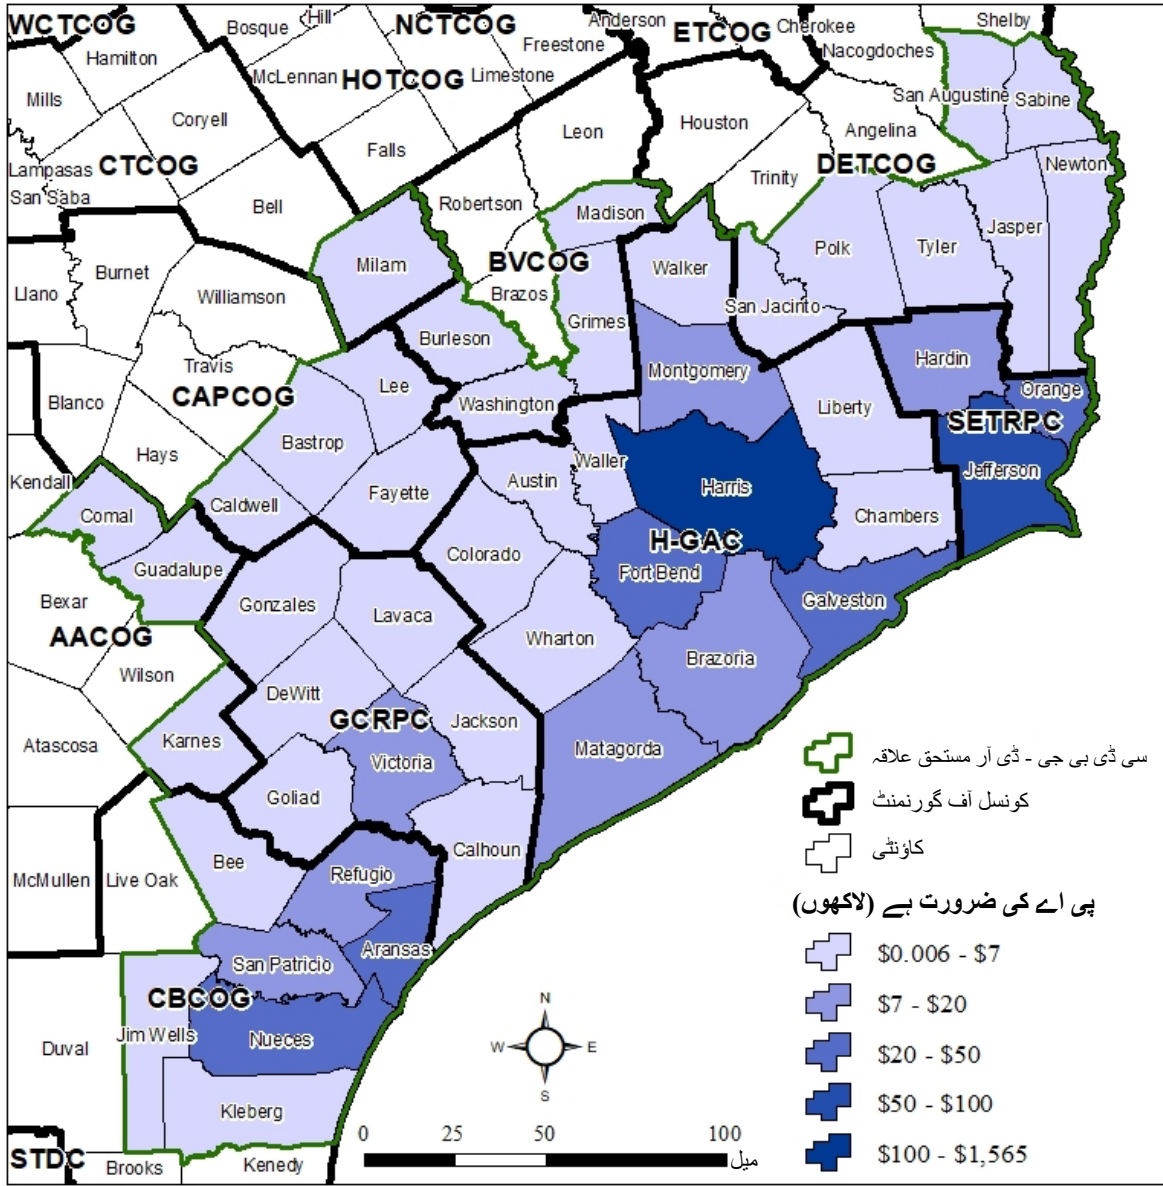 WCTCOG
Hill
Bosque
NCTCOG
Anderson
ETCOG
Cherokee
Shelby
Hamilton
Freestone
Nacogdoches
McLennan
HOTCOG
Limestone
Mills
San Augustine
Sabine
Coryell
Leon
Houston
Angelina
Falls
Lampasas
CTCOG
DETCOG
Newton
San Saba
Trinity
Bell
Robertson
Madison
Jasper
Milam
Polk
Tyler
Burnet
BVCOG
Walker
Llano
Williamson
Brazos
San Jacinto
Grimes
Burleson
Hardin
Travis
Montgomery
Lee
Orange
CAPCOG
Blanco
Washington
Liberty
SETRPC
Bastrop
Hays
Waller
Jefferson
Kendall
Austin
Harris
Fayette
Caldwell
Comal
Chambers
H-GAC
Colorado
Guadalupe
Fort Bend
Bexar
Gonzales
Lavaca
Galveston
AACOG
Wharton
Brazoria
Wilson
DeWitt
GCRPC
Jackson
Karnes
Atascosa
Matagorda
Victoria
Goliad
Calhoun
Bee
McMullen
Live Oak
Refugio
Aransas
San Patricio
CBCOG
Jim Wells
Nueces
Duval
Kleberg
STDC
Brooks
Kenedy
سی ڈی بی جی - ڈی آر مستحق علاقہ
کونسل آف گورنمنٹ
کاؤنٹی
پی اے کی ضرورت ہے (لاکھوں)
$0.006 - $7
$7 - $20
$20 - $50
$50 - $100
$100 - $1,565
N
W E
S
0 25 50 100
میل